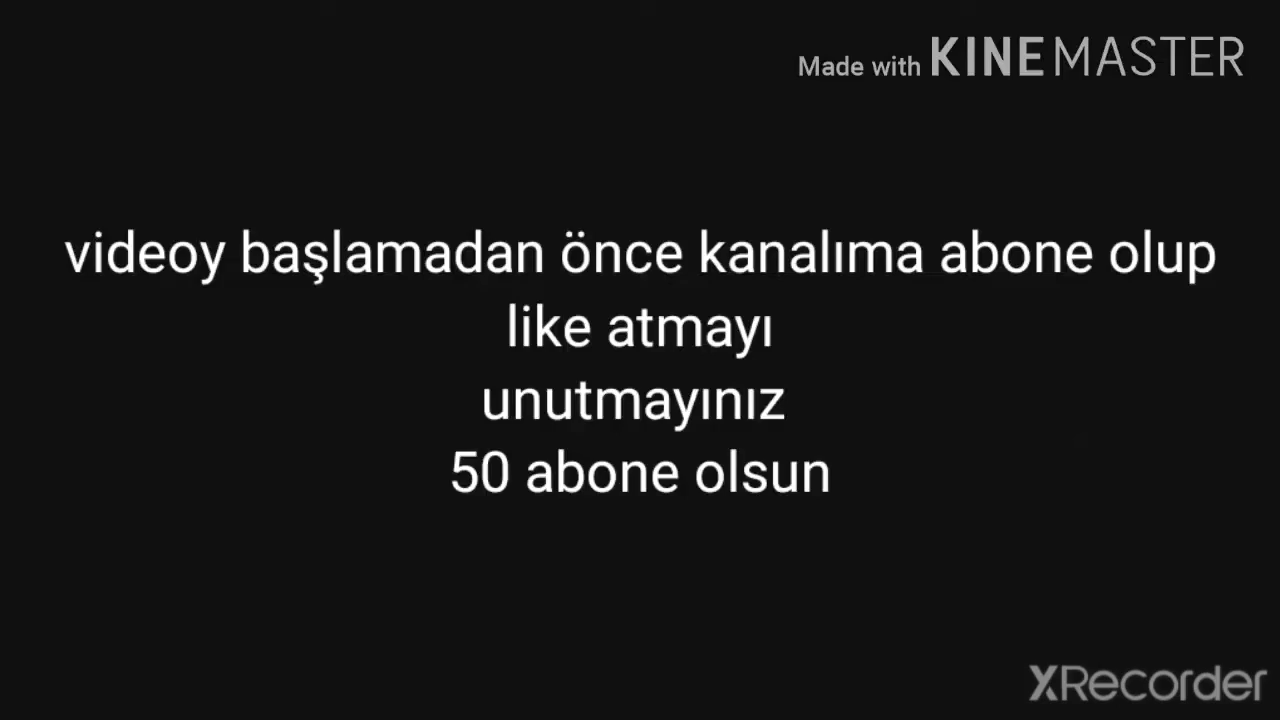 Made with KINEMASTER
videoy başlamadan önce kanalıma abone olup
like atmayı
unutmayınız
50 abone olsun
XRecorder